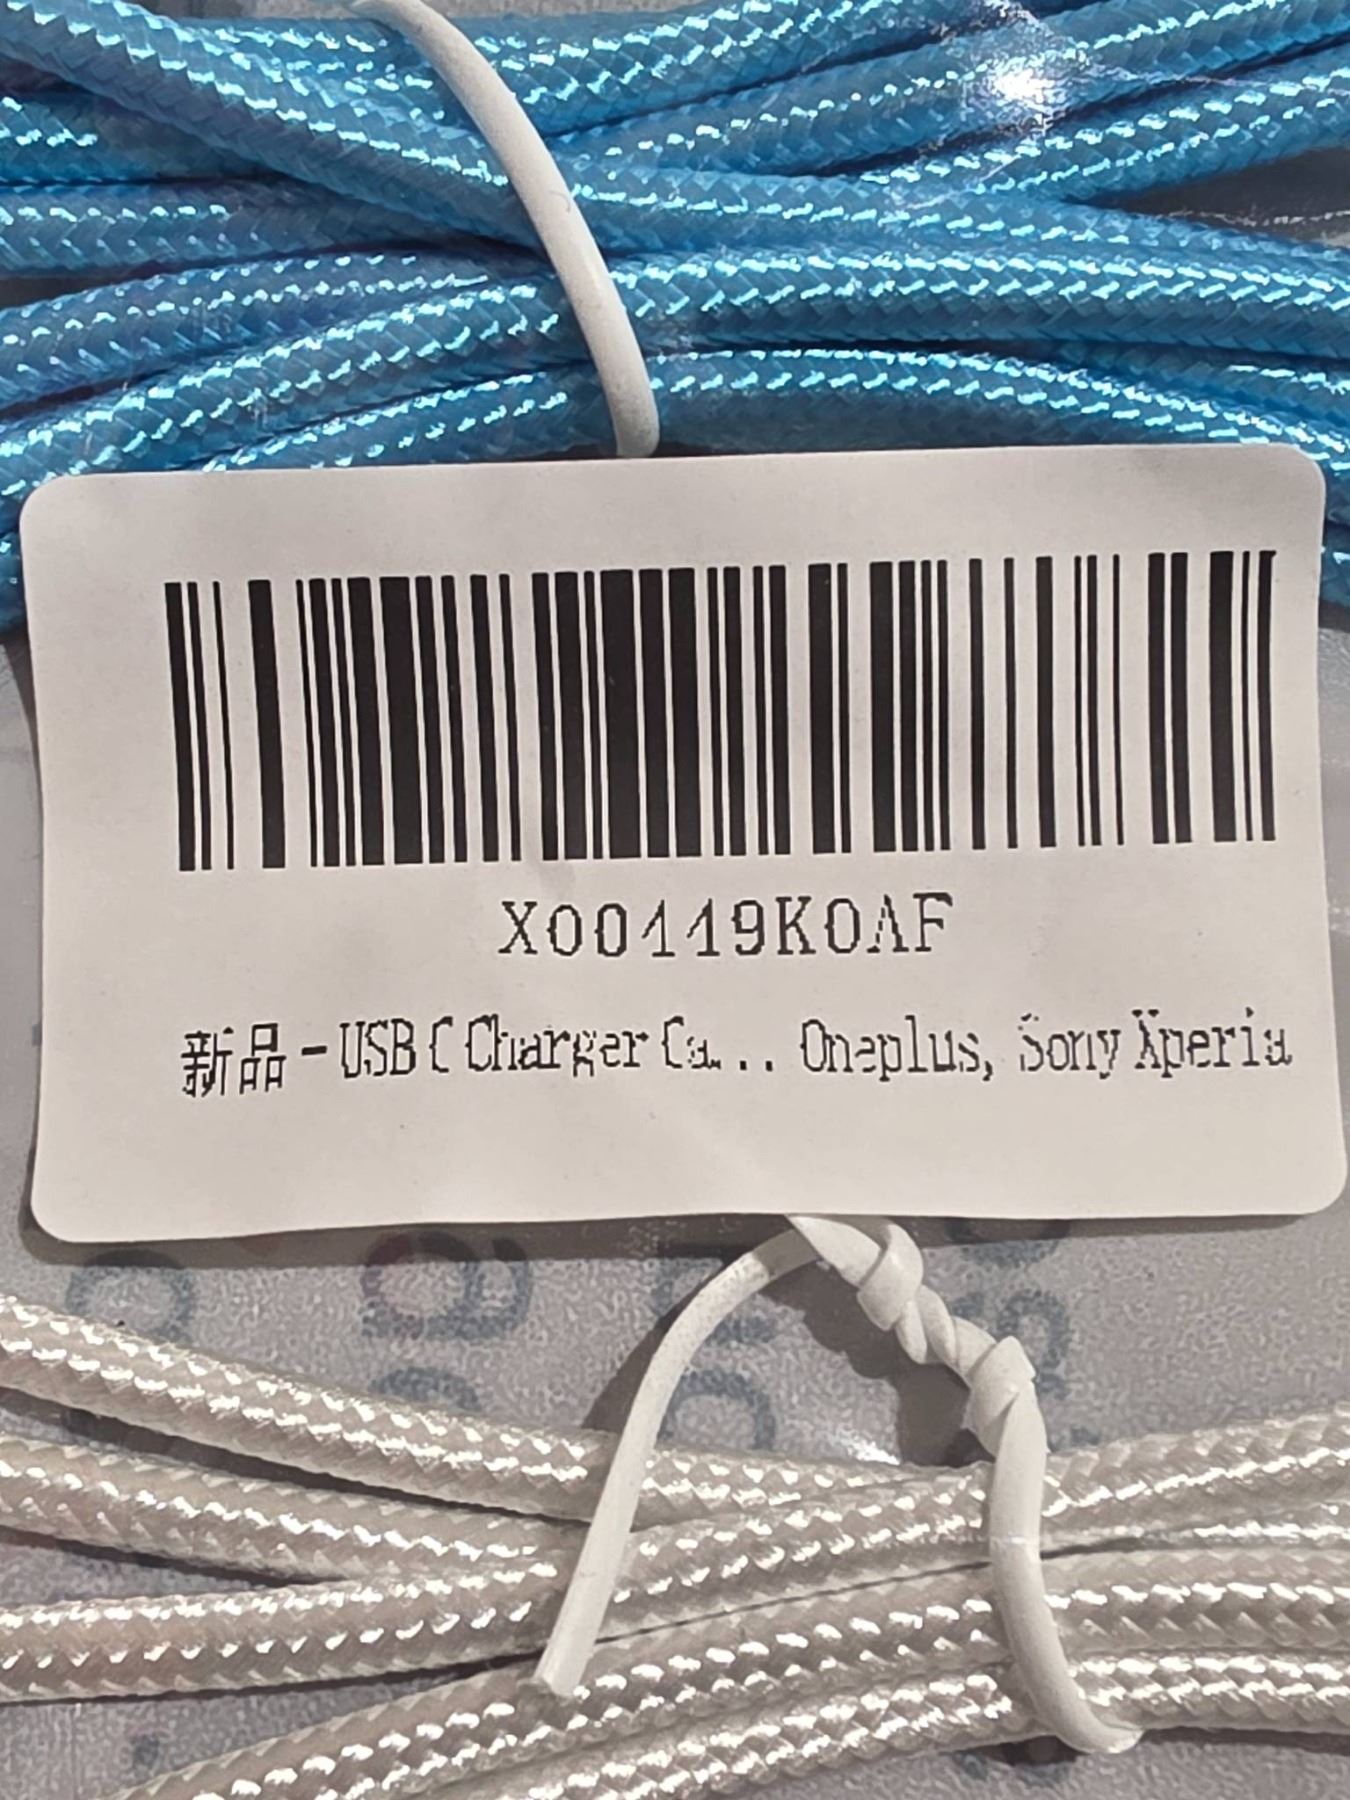 X00119K0AF
新品 - USB C Charger Ca... Oneplus, Sony Xperia